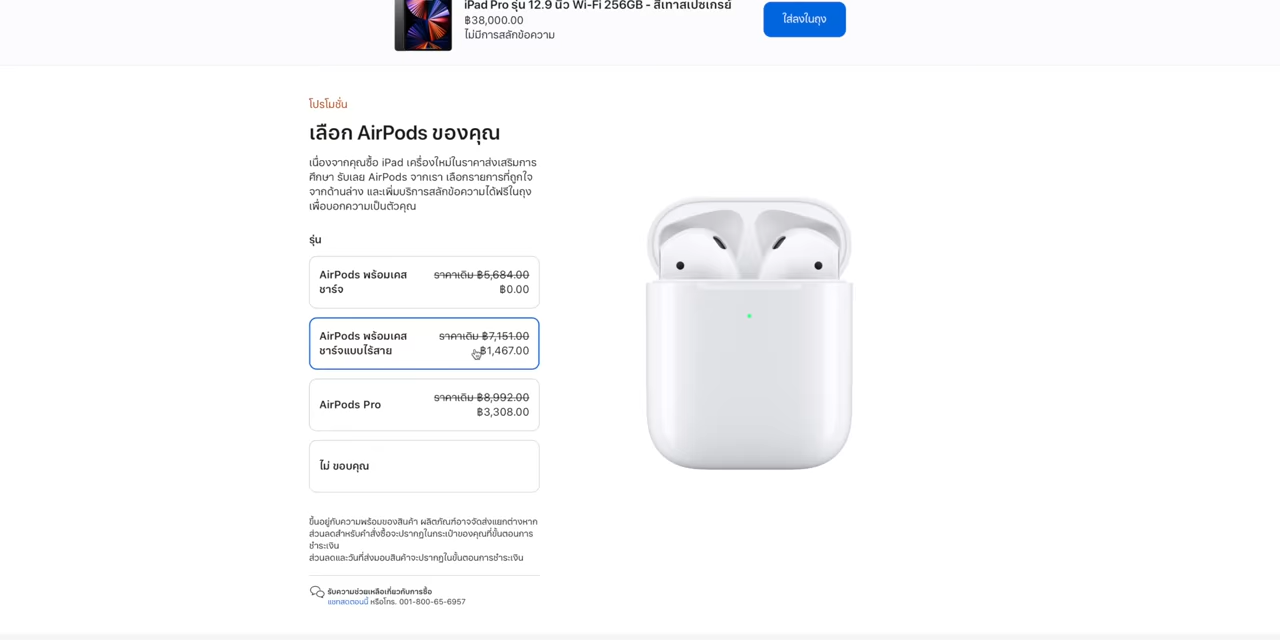 iPad Pro รุ่น 12.9 นิ้ว Wi-Fi 256GB - สีเทาสเปซเกรย์
฿38,000.00
ไม่มีการสลักข้อความ
ใส่ลงในถุง
โปรโมชั่น
เลือก AirPods ของคุณ
เนื่องจากคุณซื้อ iPad เครื่องใหม่ในราคาส่งเสริมการ
ศึกษา รับเลย AirPods จากเรา เลือกรายการที่ถูกใจ
จากด้านล่าง และเพิ่มบริการสลักข้อความได้ฟรีในถุง
เพื่อบอกความเป็นตัวคุณ
รุ่น
AirPods พร้อมเคส ราคาเดิม ฿5,684.00
ชาร์จ ฿0.00
AirPods พร้อมเคส ราคาเดิม ฿7,151.00
ชาร์จแบบไร้สาย ฿1,467.00
AirPods Pro ราคาเดิม ฿8,992.00
฿3,308.00
ไม่ ขอบคุณ
ขึ้นอยู่กับความพร้อมของสินค้า ผลิตภัณฑ์อาจจัดส่งแยกต่างหาก
ส่วนลดสำหรับคำสั่งซื้อจะปรากฏในกระเป๋าของคุณที่ขั้นตอนการ
ชำระเงิน
ส่วนลดและวันที่ส่งมอบสินค้าจะปรากฏในขั้นตอนการชำระเงิน
รับความช่วยเหลือเกี่ยวกับการซื้อ
แชทสดตอนนี้ หรือโทร. 001-800-65-6957